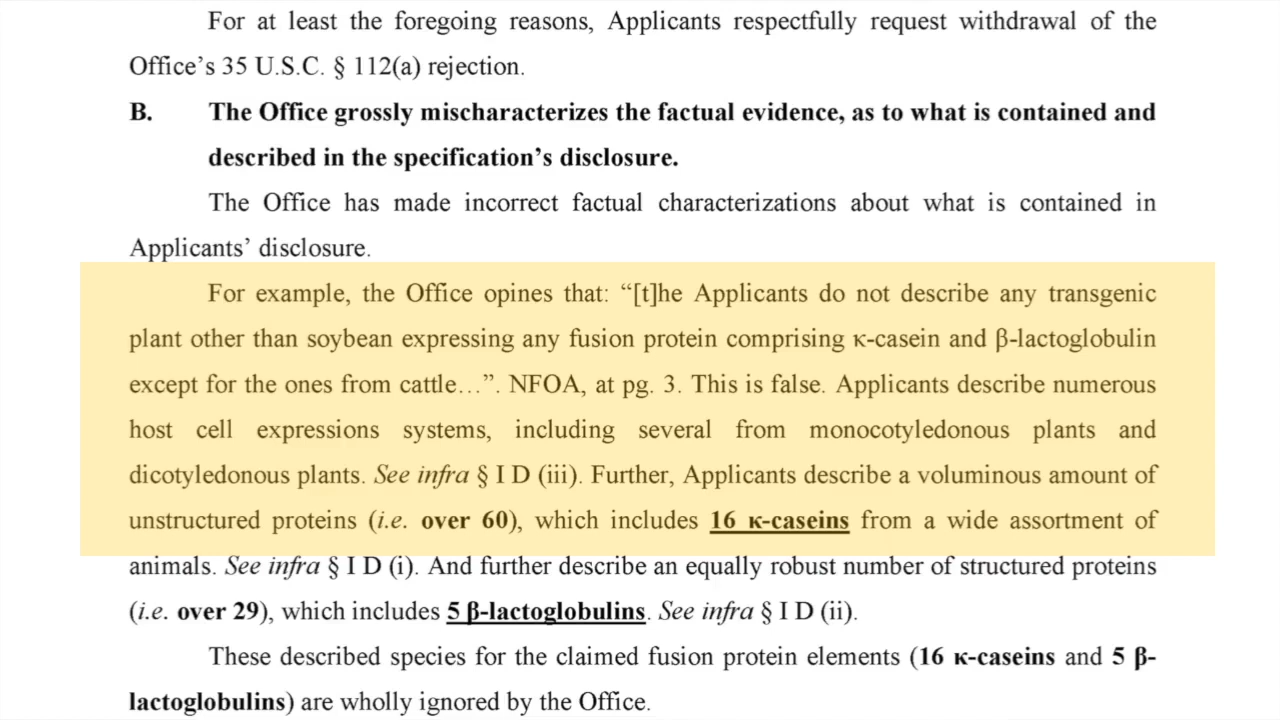 For at least the foregoing reasons, Applicants respectfully request withdrawal of the
Office’s 35 U.S.C. § 112(a) rejection.
B. The Office grossly mischaracterizes the factual evidence, as to what is contained and
described in the specification’s disclosure.
The Office has made incorrect factual characterizations about what is contained in
Applicants’ disclosure.
For example, the Office opines that: “[t]he Applicants do not describe any transgenic
plant other than soybean expressing any fusion protein comprising κ-casein and β-lactoglobulin
except for the ones from cattle…”. NFOA, at pg. 3. This is false. Applicants describe numerous
host cell expressions systems, including several from monocotyledonous plants and
dicotyledonous plants. See infra § I D (iii). Further, Applicants describe a voluminous amount of
unstructured proteins (i.e. over 60), which includes 16 κ-caseins from a wide assortment of
animals. See infra § I D (i). And further describe an equally robust number of structured proteins
(i.e. over 29), which includes 5 β-lactoglobulins. See infra § I D (ii).
These described species for the claimed fusion protein elements (16 κ-caseins and 5 β-
lactoglobulins) are wholly ignored by the Office.